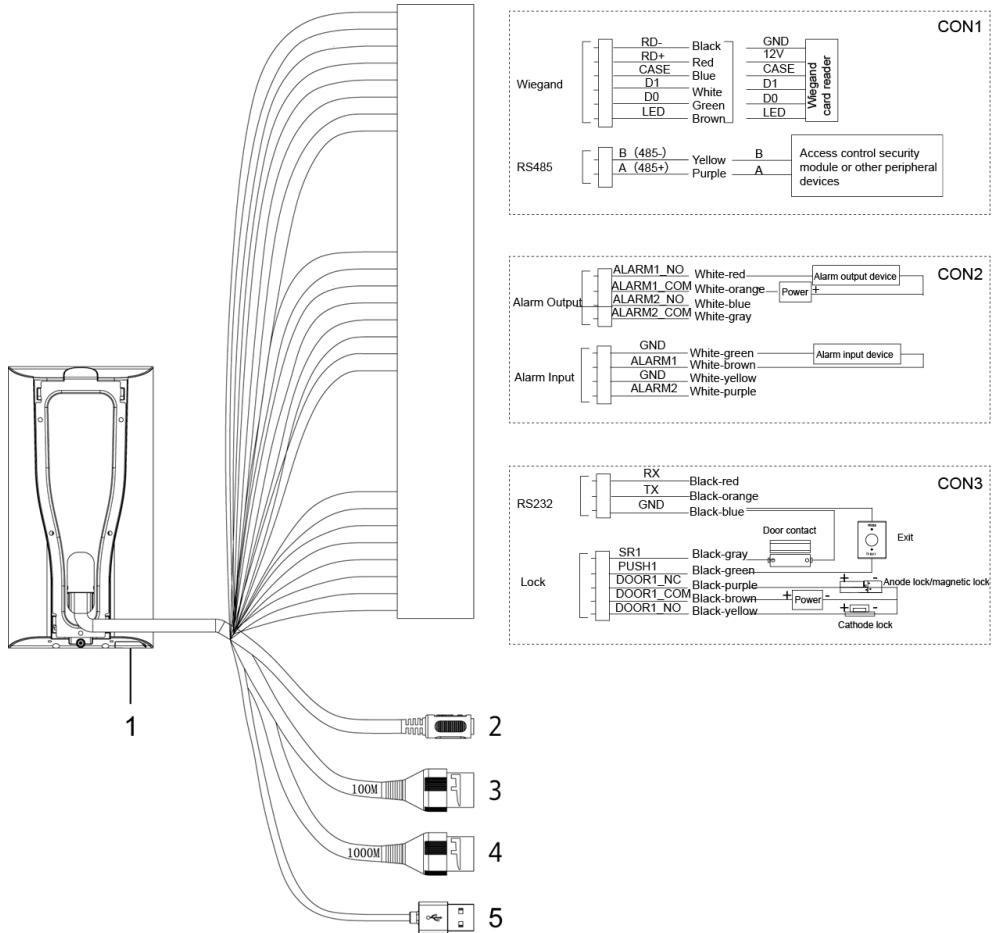 CON1
Wiegand
RD- Black GND
RD+ Red 12V
CASE Blue CASE
D1 White D1
D0 Green D0
LED Brown LED
Wiegand
card reader
RS485
B (485-) Yellow B
A (485+) Purple A
Access control security
module or other peripheral
devices
CON2
Alarm Output
ALARM1_NO White-red Alarm output device
ALARM1_COM White-orange Power +
ALARM2_NO White-blue
ALARM2_COM White-gray
Alarm Input
GND White-green Alarm input device
ALARM1 White-brown
GND White-yellow
ALARM2 White-purple
CON3
RS232
RX Black-red
TX Black-orange
GND Black-blue
Door contact
Exit
Lock
SR1 Black-gray
PUSH1 Black-green
DOOR1_NC Black-purple + - Anode lock/magnetic lock
DOOR1_COM Black-brown + Power -
DOOR1_NO Black-yellow + -
Cathode lock
1
2
100M 3
1000M 4
5